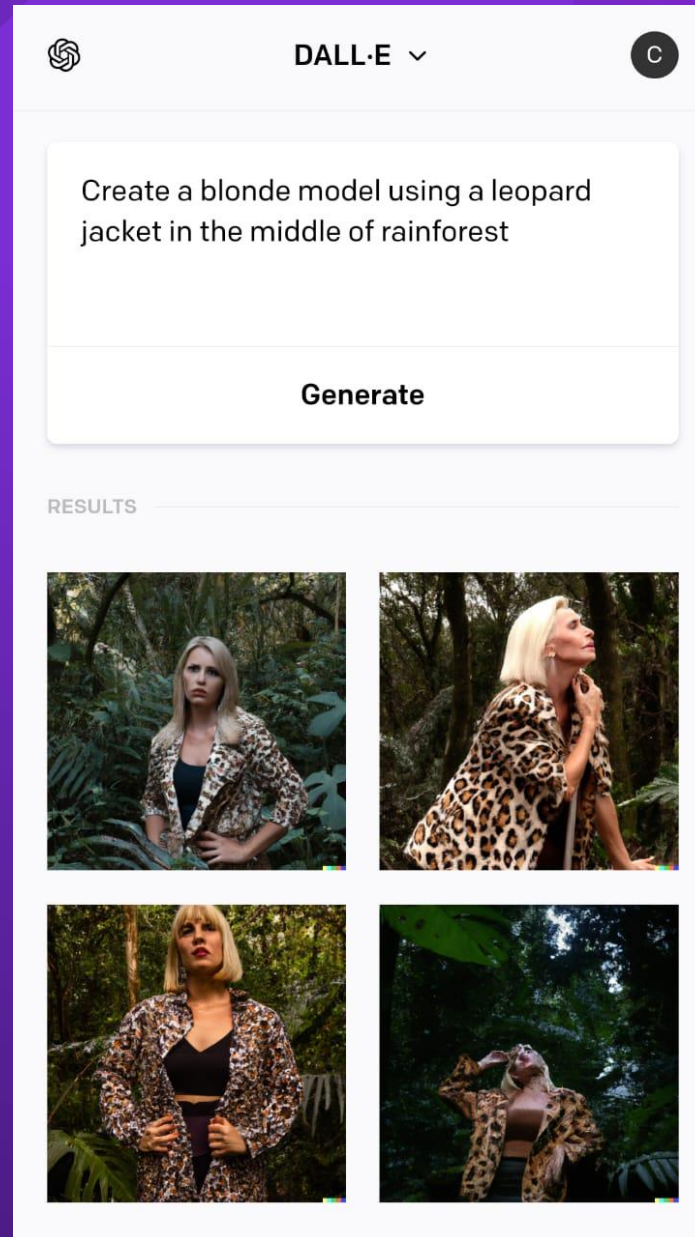 DALL·E
C
Create a blonde model using a leopard
jacket in the middle of rainforest
Generate
RESULTS